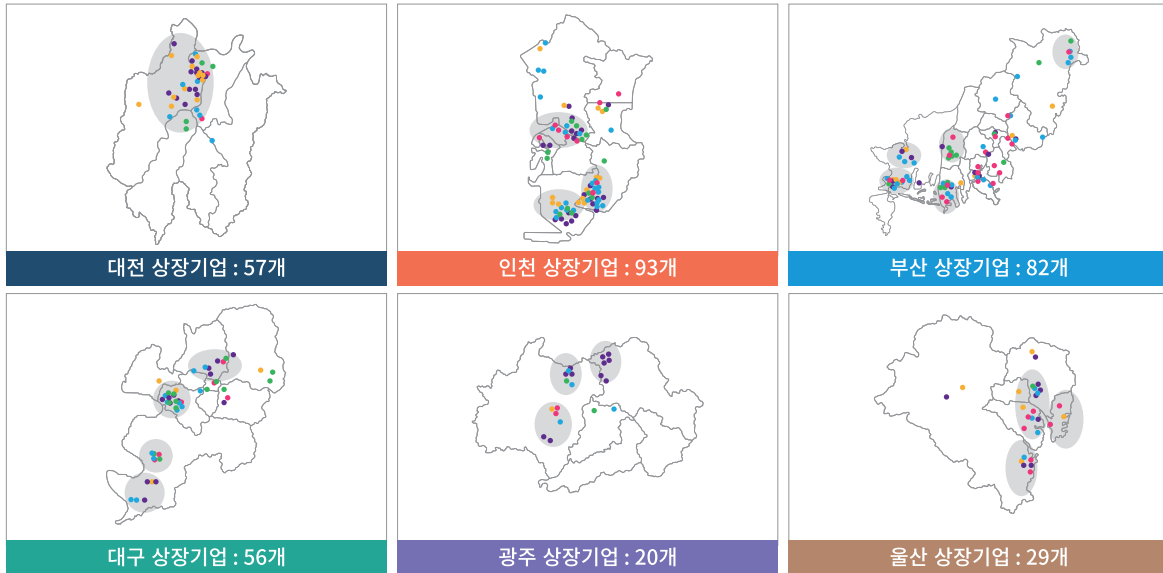 대전 상장기업 : 57개
인천 상장기업 : 93개
부산 상장기업 : 82개
대구 상장기업 : 56개
광주 상장기업 : 20개
울산 상장기업 : 29개